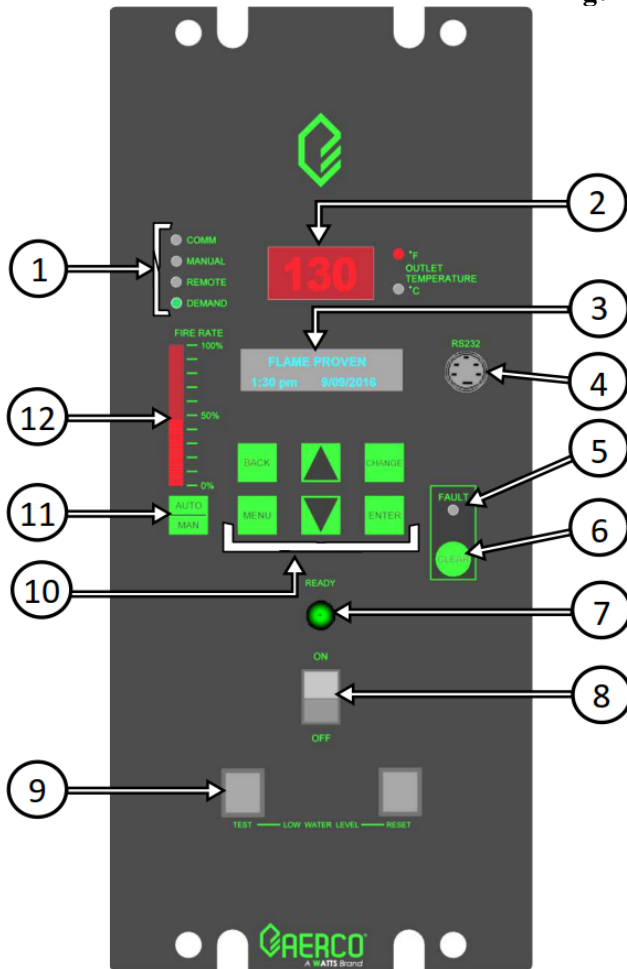 1
COMM
MANUAL
REMOTE
DEMAND
130
°F
OUTLET
TEMPERATURE
°C
2
FLAME PROVEN
1:30 pm 9/09/2016
3
RS232
4
FIRE RATE
100%
50%
0%
12
AUTO
MAN
11
BACK
CHANGE
MENU
ENTER
10
FAULT
5
CLEAR
6
READY
7
ON
OFF
8
9
TEST LOW WATER LEVEL RESET
AERCO
A WATTS Brand